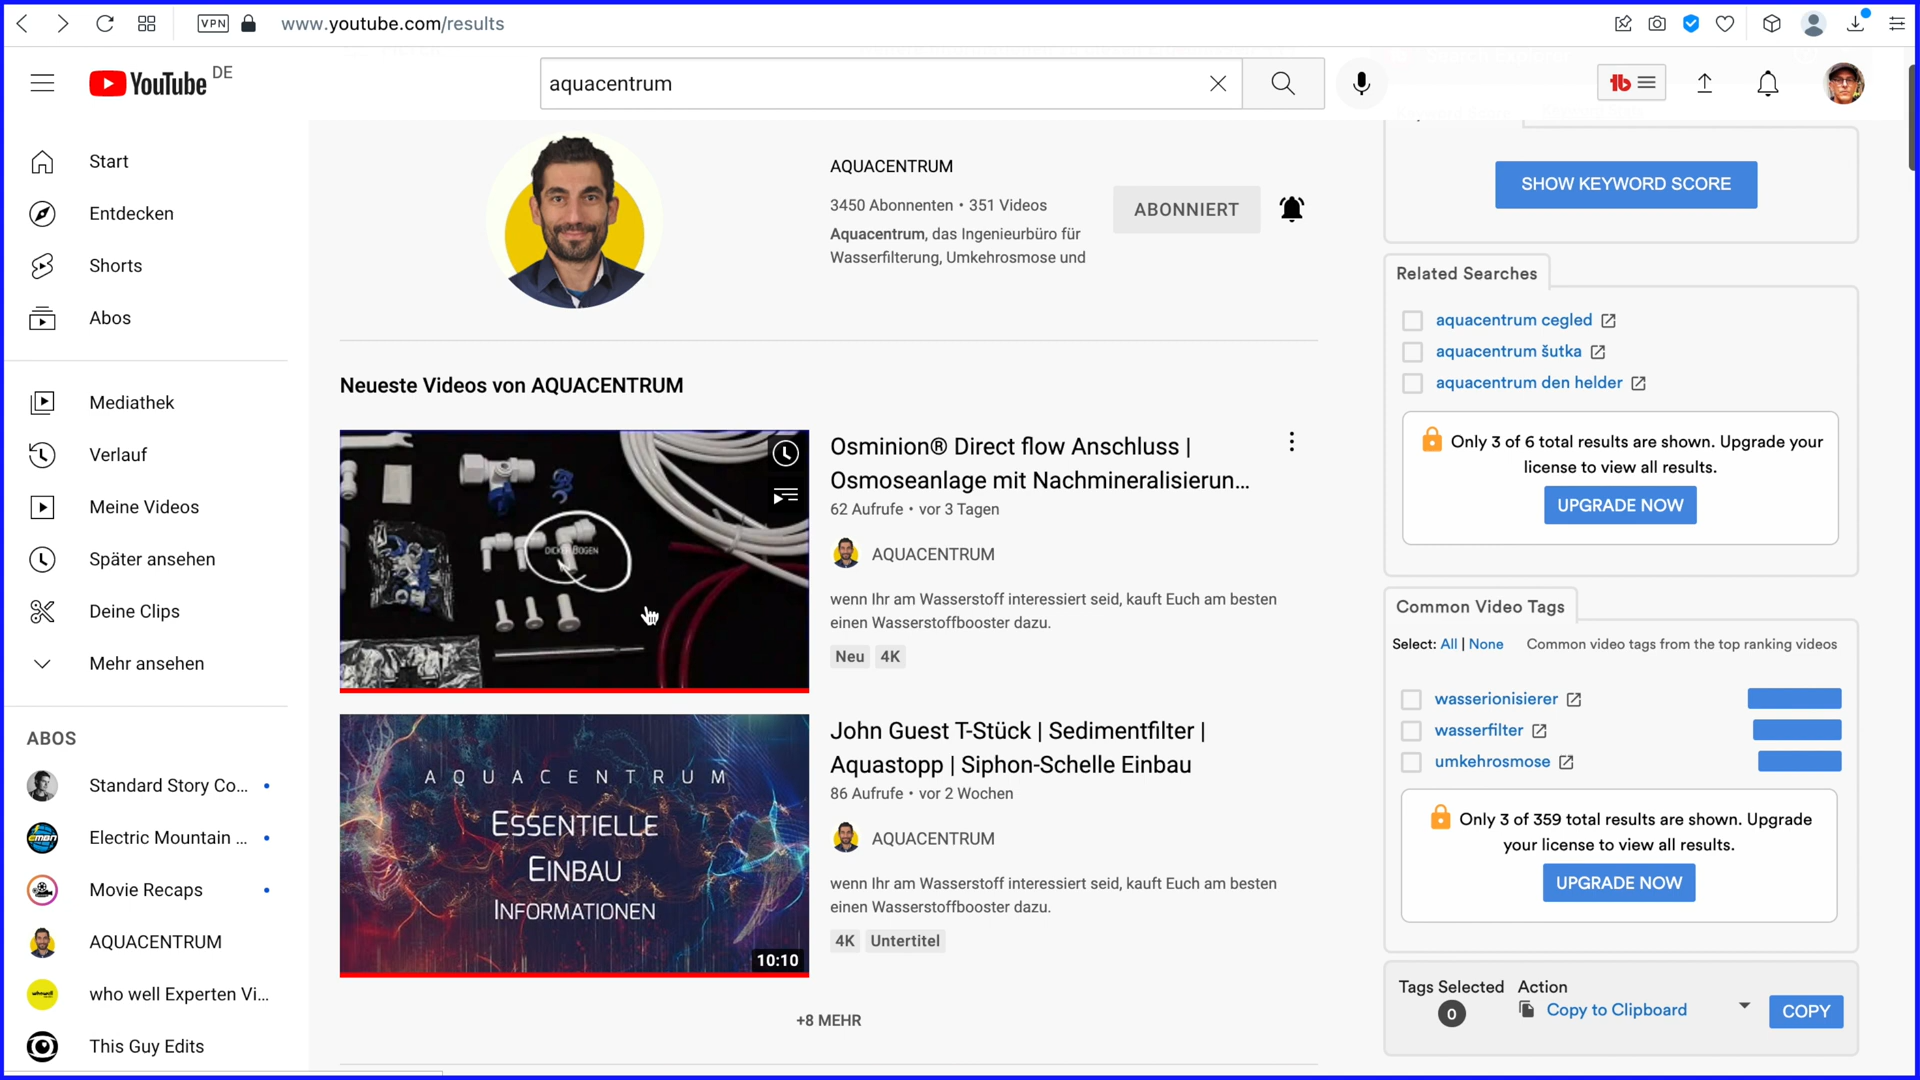 VPN
www.youtube.com/results
YouTube DE
aquacentrum
Start
Entdecken
Shorts
Abos
Mediathek
Verlauf
Meine Videos
Später ansehen
Deine Clips
Mehr ansehen
ABOS
Standard Story Co...
Electric Mountain ...
Movie Recaps
AQUACENTRUM
who well Experten Vi...
This Guy Edits
AQUACENTRUM
3450 Abonnenten • 351 Videos
Aquacentrum, das Ingenieurbüro für
Wasserfilterung, Umkehrosmose und
ABONNIERT
Neueste Videos von AQUACENTRUM
DICKER BOGEN
Osminion® Direct flow Anschluss |
Osmoseanlage mit Nachmineralisierun...
62 Aufrufe • vor 3 Tagen
AQUACENTRUM
wenn Ihr am Wasserstoff interessiert seid, kauft Euch am besten
einen Wasserstoffbooster dazu.
Neu 4K
AQUACENTRUM
ESSENTIELLE
EINBAU
INFORMATIONEN
10:10
John Guest T-Stück | Sedimentfilter |
Aquastopp | Siphon-Schelle Einbau
86 Aufrufe • vor 2 Wochen
AQUACENTRUM
wenn Ihr am Wasserstoff interessiert seid, kauft Euch am besten
einen Wasserstoffbooster dazu.
4K Untertitel
+8 MEHR
SHOW KEYWORD SCORE
Related Searches
aquacentrum cegled
aquacentrum šutka
aquacentrum den helder
Only 3 of 6 total results are shown. Upgrade your
license to view all results.
UPGRADE NOW
Common Video Tags
Select: All | None Common video tags from the top ranking videos
wasserionisierer
wasserfilter
umkehrosmose
Only 3 of 359 total results are shown. Upgrade
your license to view all results.
UPGRADE NOW
Tags Selected
0
Action
Copy to Clipboard
COPY